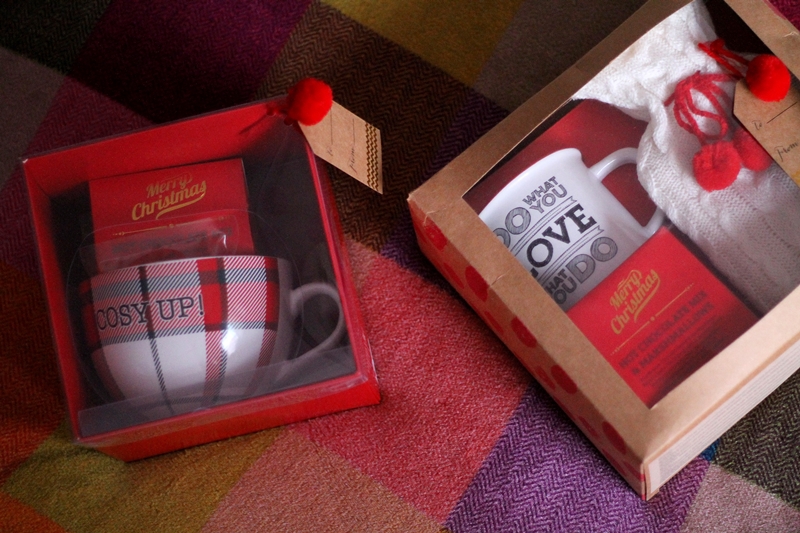 Merry
Christmas
COSY UP!
DO WHAT
YOU
LOVE
WHAT
YOU DO
Merry
Christmas
HOT CHOCOLATE MIX
& MARSHMALLOWS